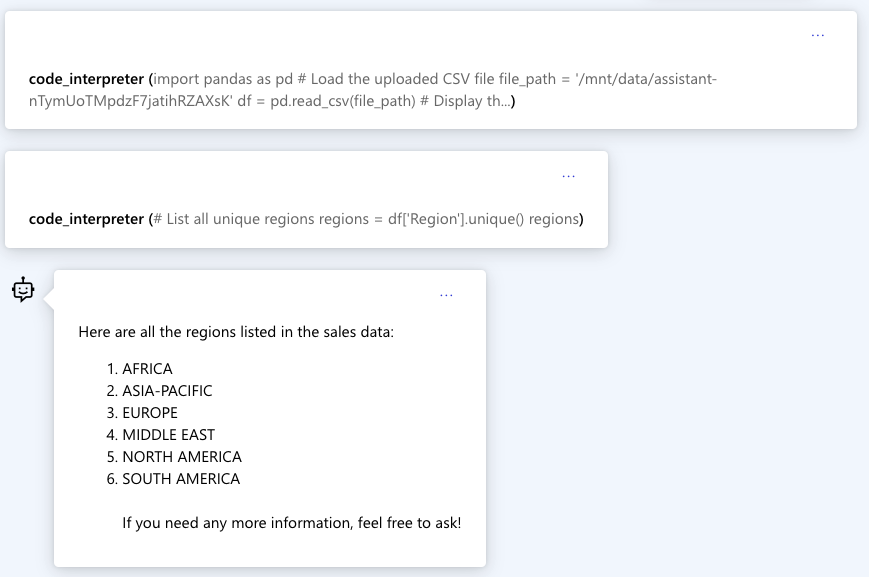 ...
code_interpreter (import pandas as pd # Load the uploaded CSV file file_path = '/mnt/data/assistant-
nTymUoTMpdzF7jatihRZAXsK' df = pd.read_csv(file_path) # Display th...)
...
code_interpreter (# List all unique regions regions = df['Region'].unique() regions)
...
Here are all the regions listed in the sales data:
1. AFRICA
2. ASIA-PACIFIC
3. EUROPE
4. MIDDLE EAST
5. NORTH AMERICA
6. SOUTH AMERICA
If you need any more information, feel free to ask!